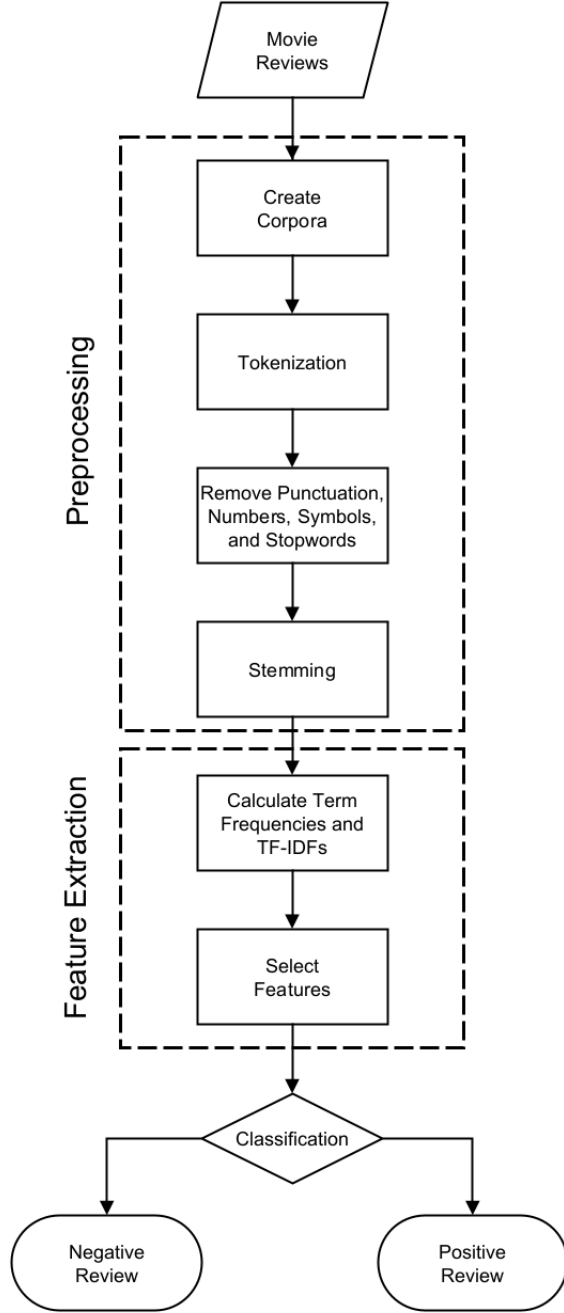 Movie
Reviews
Preprocessing
Create
Corpora
Tokenization
Remove Punctuation,
Numbers, Symbols,
and Stopwords
Stemming
Feature Extraction
Calculate Term
Frequencies and
TF-IDFs
Select
Features
Classification
Negative
Review
Positive
Review